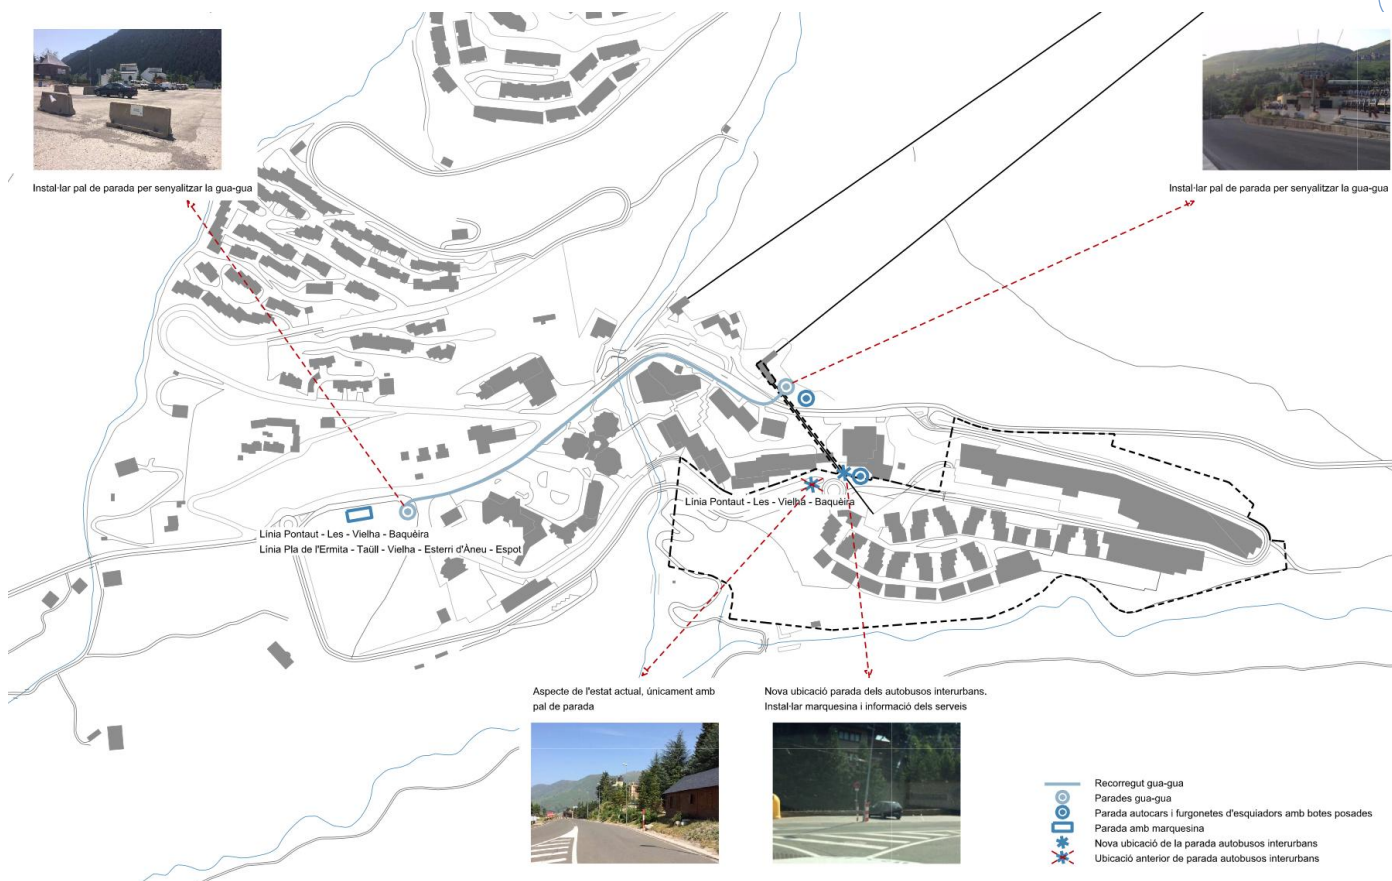 Instal·lar pal de parada per senyalitzar la gua-gua
Instal·lar pal de parada per senyalitzar la gua-gua
Línia Pontaut - Les - Vielha - Baquèira
Línia Pontaut - Les - Vielha - Baquèira
Línia Pla de l'Ermita - Taüll - Vielha - Esterri d'Àneu - Espot
Aspecte de l'estat actual, únicament amb
pal de parada
Nova ubicació parada dels autobusos interurbans.
Instal·lar marquesina i informació dels serveis
Recorregut gua-gua
Parades gua-gua
Parada autocars i furgonetes d'esquiadors amb botes posades
Parada amb marquesina
Nova ubicació de la parada autobusos interurbans
Ubicació anterior de parada autobusos interurbans